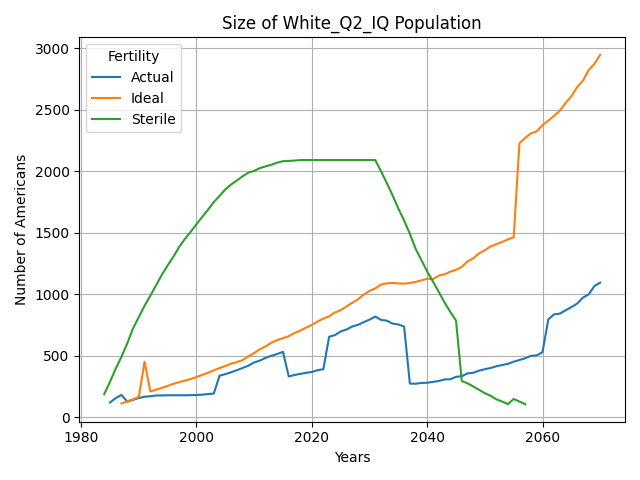 Size of White_Q2_IQ Population
Fertility
Actual
Ideal
Sterile
Number of Americans
3000
2500
2000
1500
1000
500
0
1980
2000
2020
2040
2060
Years